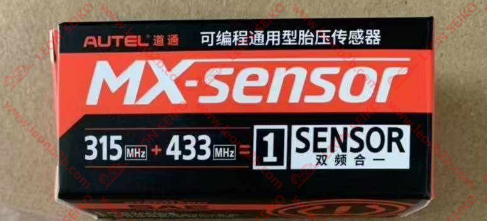 AUTEL 道通 可编程通用型胎压传感器
MX-sensor
315 MHz + 433 MHz = 1 SENSOR
双频合一